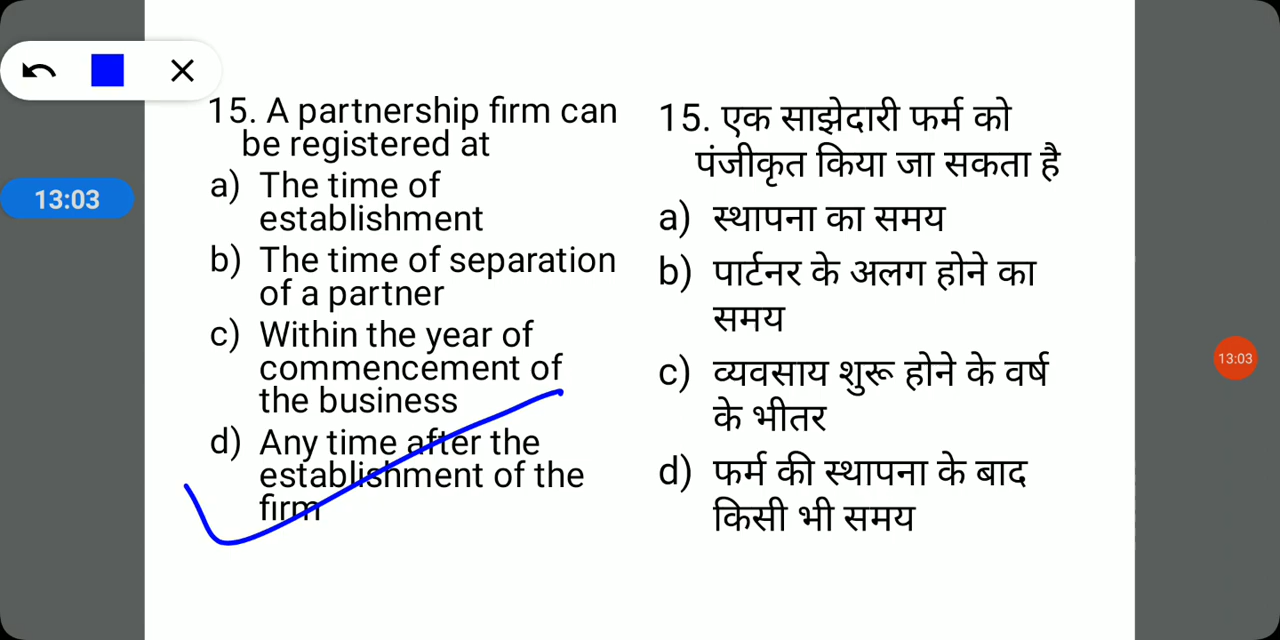 13:03
15. A partnership firm can
be registered at
a) The time of
establishment
b) The time of separation
of a partner
c) Within the year of
commencement of
the business
d) Any time after the
establishment of the
firm
15. एक साझेदारी फर्म को
पंजीकृत किया जा सकता है
a) स्थापना का समय
b) पार्टनर के अलग होने का
समय
c) व्यवसाय शुरू होने के वर्ष
के भीतर
d) फर्म की स्थापना के बाद
किसी भी समय
13:03